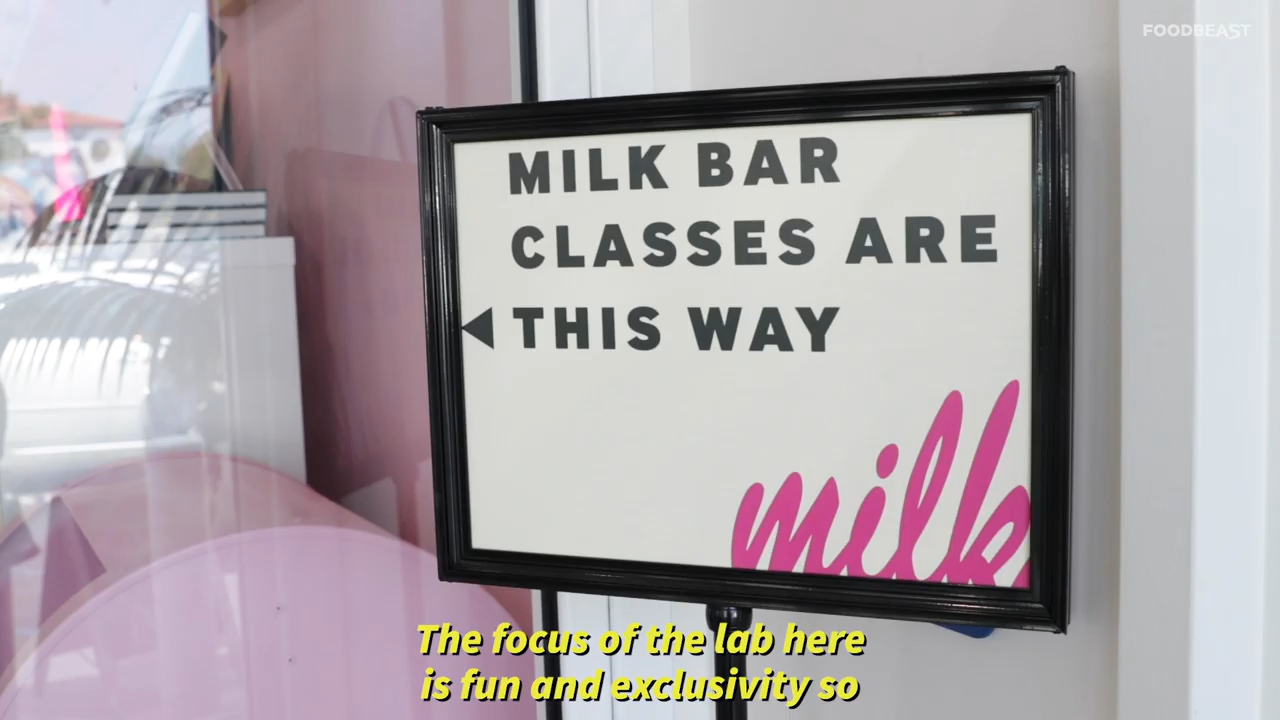 FOODBEAST
MILK BAR
CLASSES ARE
THIS WAY
milk
The focus of the lab here
is fun and exclusivity so